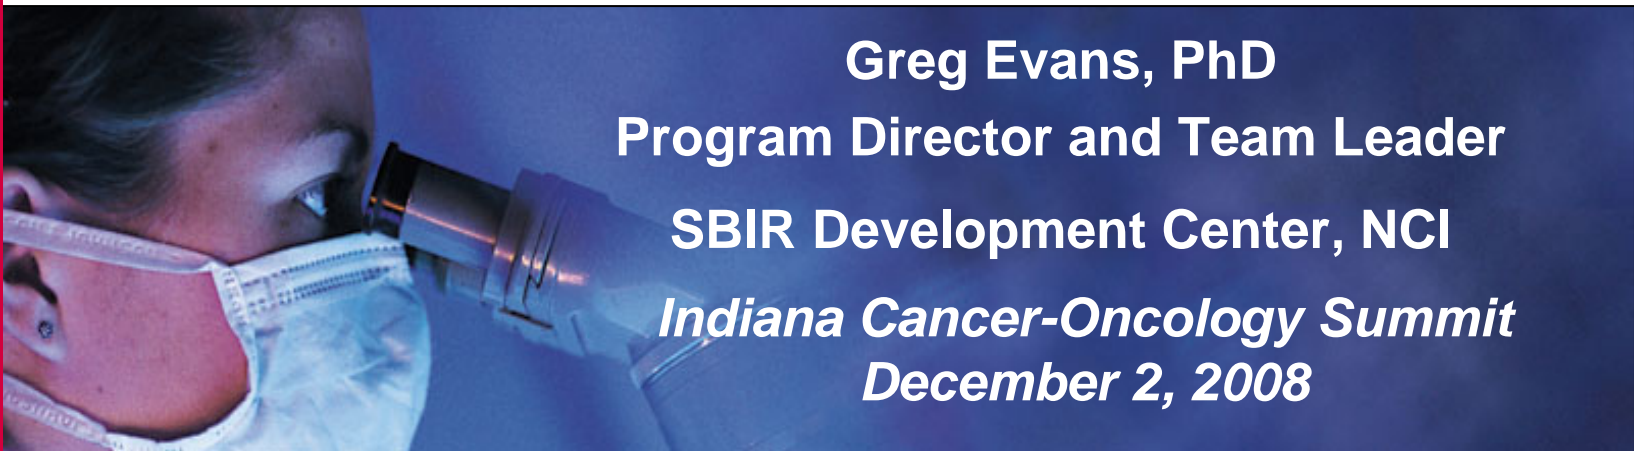 Greg Evans, PhD
Program Director and Team Leader
SBIR Development Center, NCI
Indiana Cancer-Oncology Summit
December 2, 2008